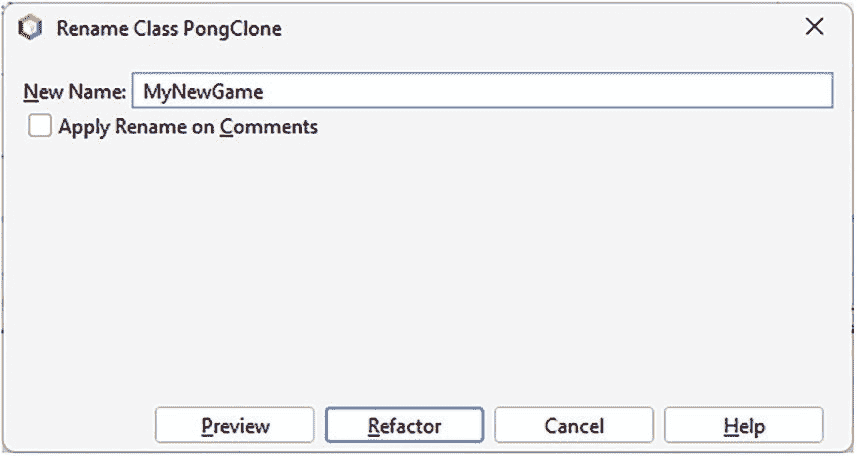 Rename Class PongClone
New Name: MyNewGame
Apply Rename on Comments
Preview Refactor Cancel Help